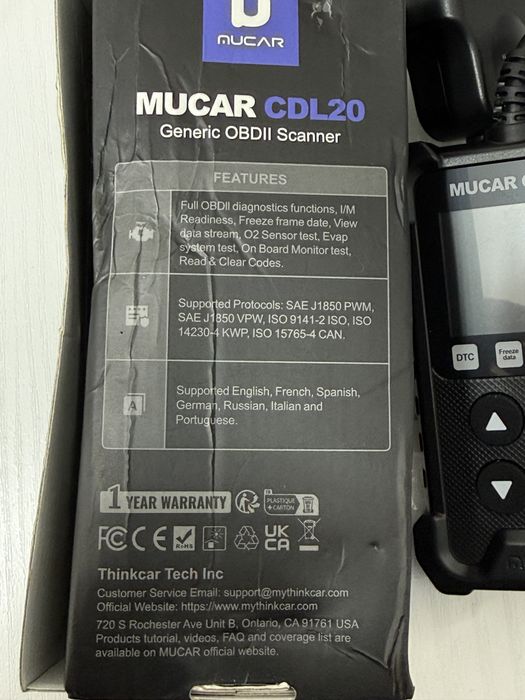 MUCAR
MUCAR CDL20
Generic OBDII Scanner
FEATURES
Full OBDII diagnostics functions, I/M
Readiness, Freeze frame date, View
data stream, O2 Sensor test, Evap
system test, On Board Monitor test,
Read & Clear Codes.
Supported Protocols: SAE J1850 PWM,
SAE J1850 VPW, ISO 9141-2 ISO, ISO
14230-4 KWP, ISO 15765-4 CAN.
A
Supported English, French, Spanish,
German, Russian, Italian and
Portuguese.
1 YEAR WARRANTY
PLASTIQUE
+ CARTON
FC CE RoHS UK
CA
Thinkcar Tech Inc
Customer Service Email: support@mythinkcar.com
Official Website: https://www.mythinkcar.com
720 S Rochester Ave Unit B, Ontario, CA 91761 USA
Products tutorial, videos, FAQ and coverage list are
available on MUCAR official website.
MUCAR C
DTC
Freeze
data